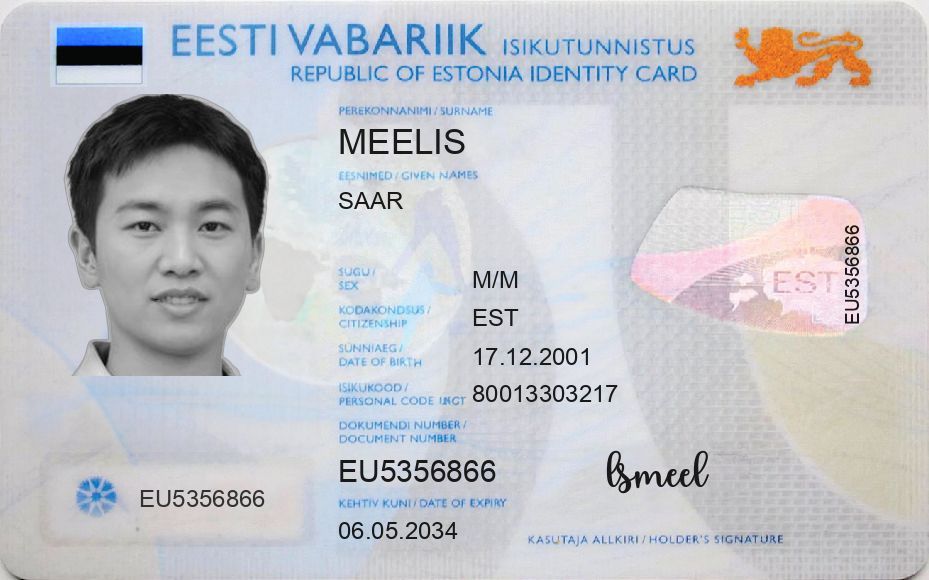 EESTI VABARIIK ISIKUTUNNISTUS
REPUBLIC OF ESTONIA IDENTITY CARD
PEREKONNANIMI / SURNAME
MEELIS
EESNIMED / GIVEN NAMES
SAAR
SUGU /
SEX
M/M
KODAKONDSUS /
CITIZENSHIP
EST
SÜNNIAEG /
DATE OF BIRTH
17.12.2001
ISIKUKOOD /
PERSONAL CODE
80013303217
DOKUMENDI NUMBER /
DOCUMENT NUMBER
EU5356866
EU5356866
KEHTIV KUNI / DATE OF EXPIRY
06.05.2034
KASUTAJA ALLKIRI / HOLDER'S SIGNATURE
EST
EU5356866